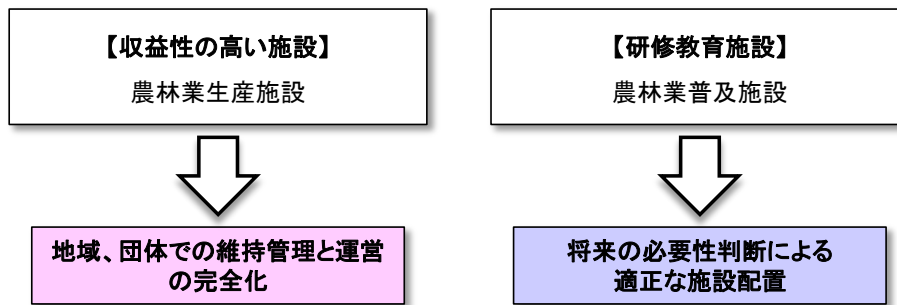 【収益性の高い施設】
農林業生産施設
地域、団体での維持管理と運営
の完全化
【研修教育施設】
農林業普及施設
将来の必要性判断による
適正な施設配置